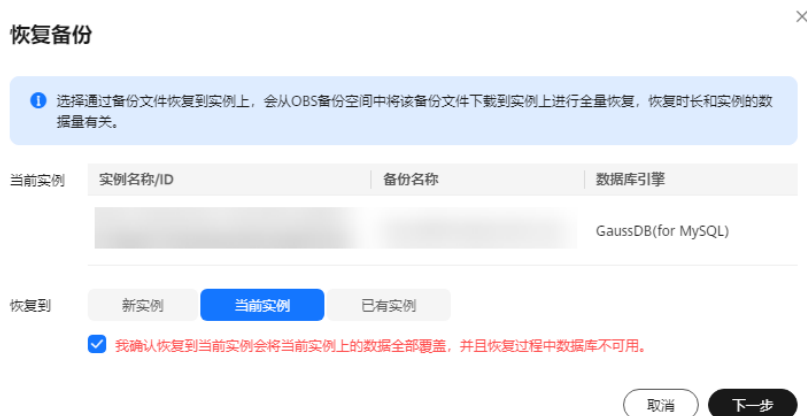 恢复备份
选择通过备份文件恢复到实例上，会从OBS备份空间中将该备份文件下载到实例上进行全量恢复，恢复时长和实例的数
据量有关。
当前实例 实例名称/ID 备份名称 数据库引擎
GaussDB(for MySQL)
恢复到 新实例 当前实例 已有实例
我确认恢复到当前实例会将当前实例上的数据全部覆盖，并且恢复过程中数据库不可用。
取消 下一步